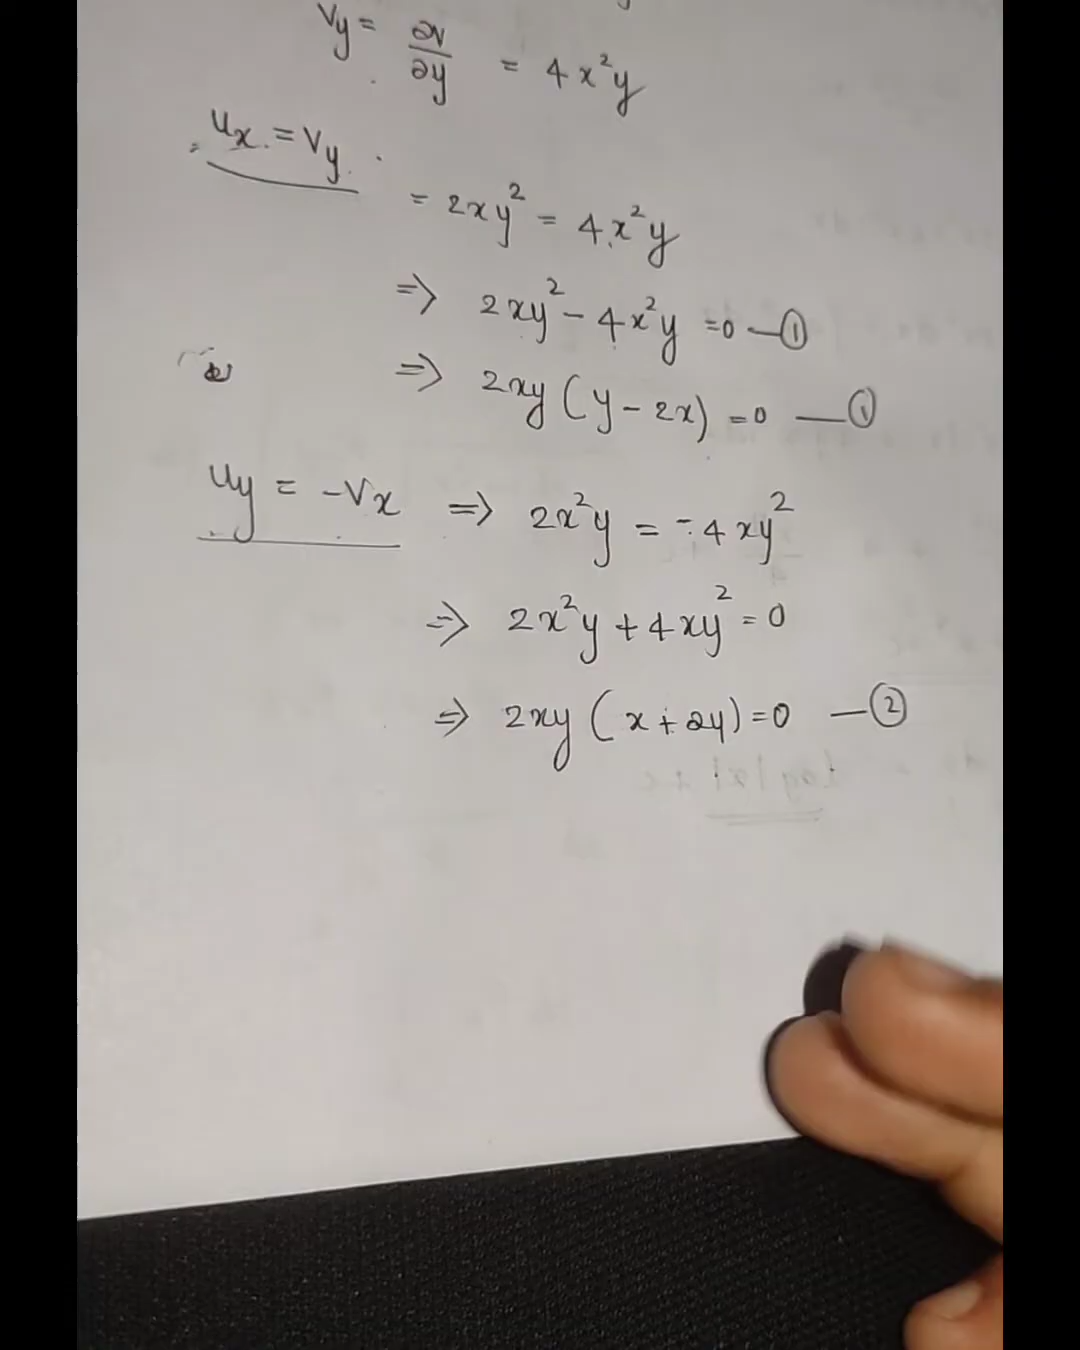 Vy = ∂v/∂y = 4x²y
ux = Vy
= 2xy² = 4x²y
=> 2xy² - 4x²y = 0 — ①
=> 2xy (y - 2x) = 0 — ①
uy = -Vx => 2x²y = -4xy²
=> 2x²y + 4xy² = 0
=> 2xy (x + 2y) = 0 — ②